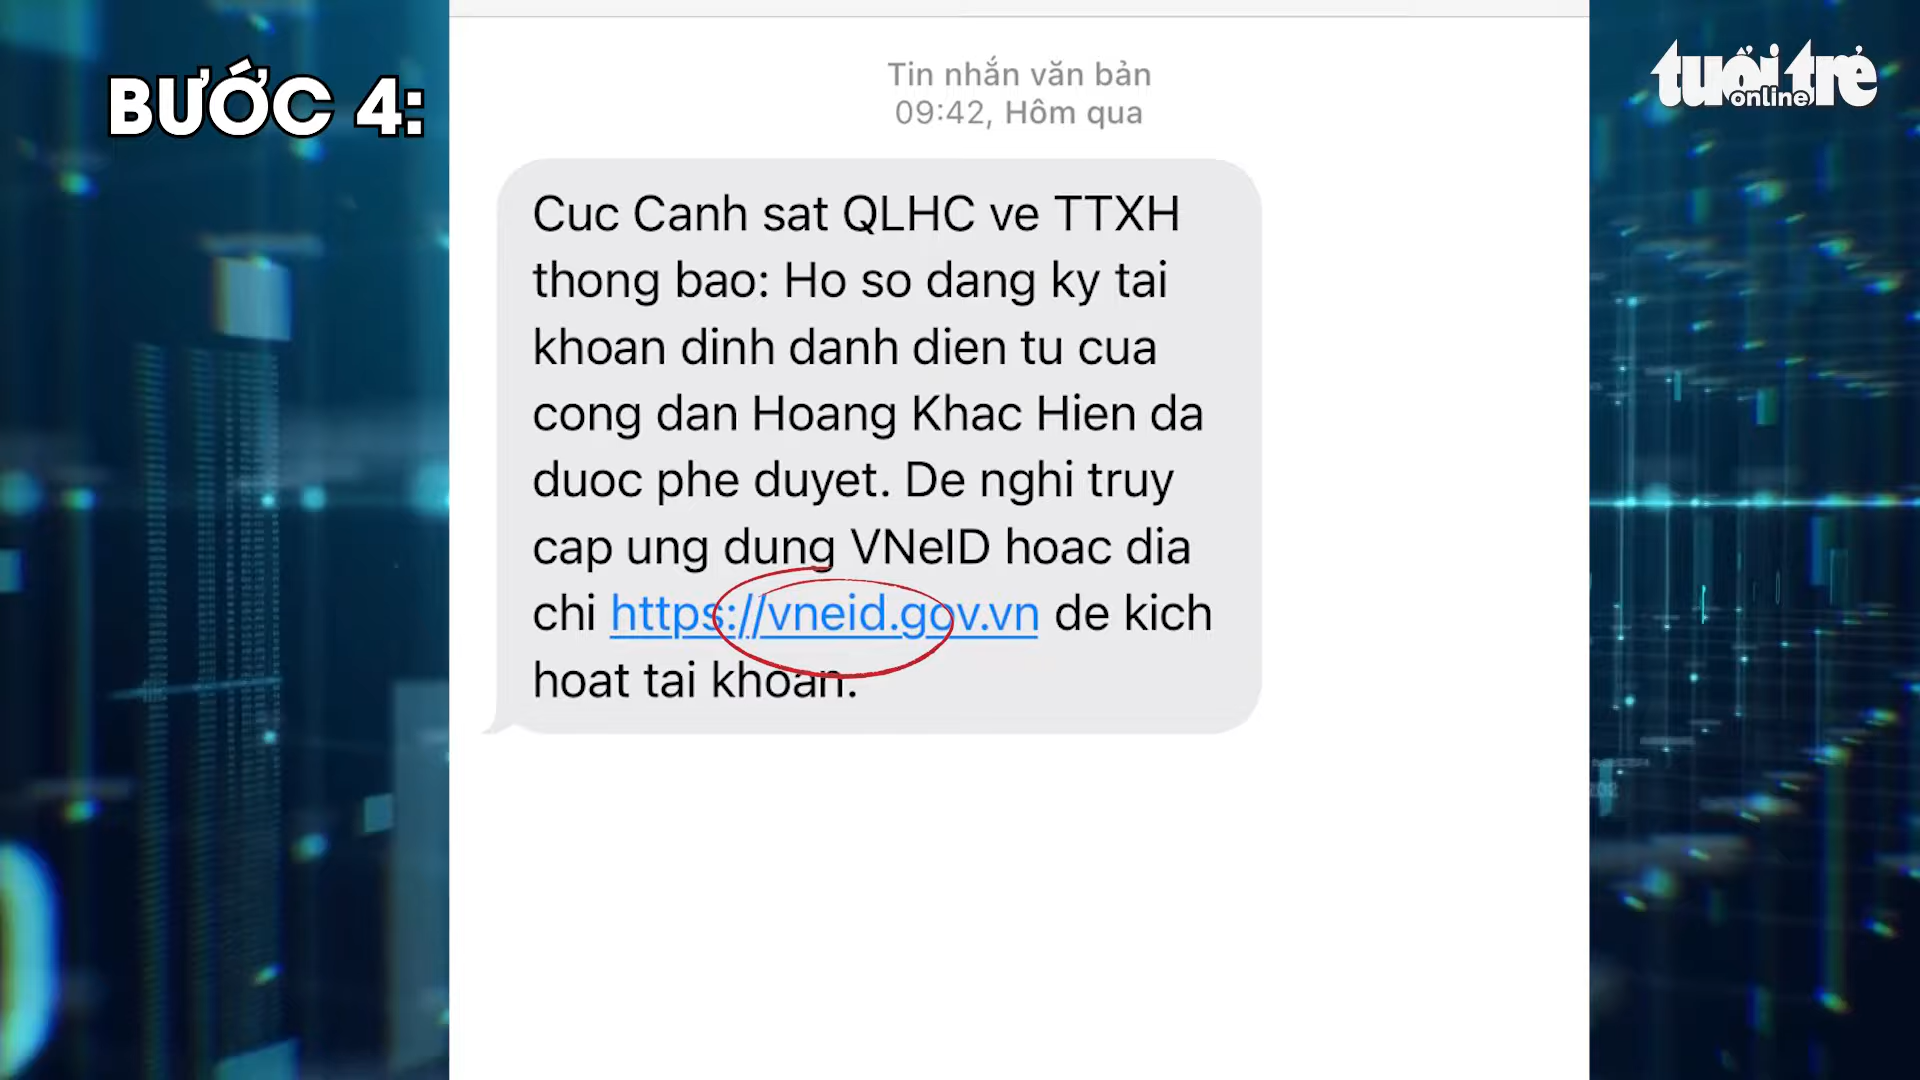 BƯỚC 4:
tuổi trẻ
online
Tin nhắn văn bản
09:42, Hôm qua
Cuc Canh sat QLHC ve TTXH
thong bao: Ho so dang ky tai
khoan dinh danh dien tu cua
cong dan Hoang Khac Hien da
duoc phe duyet. De nghi truy
cap ung dung VNeID hoac dia
chi https://vneid.gov.vn de kich
hoat tai khoan.